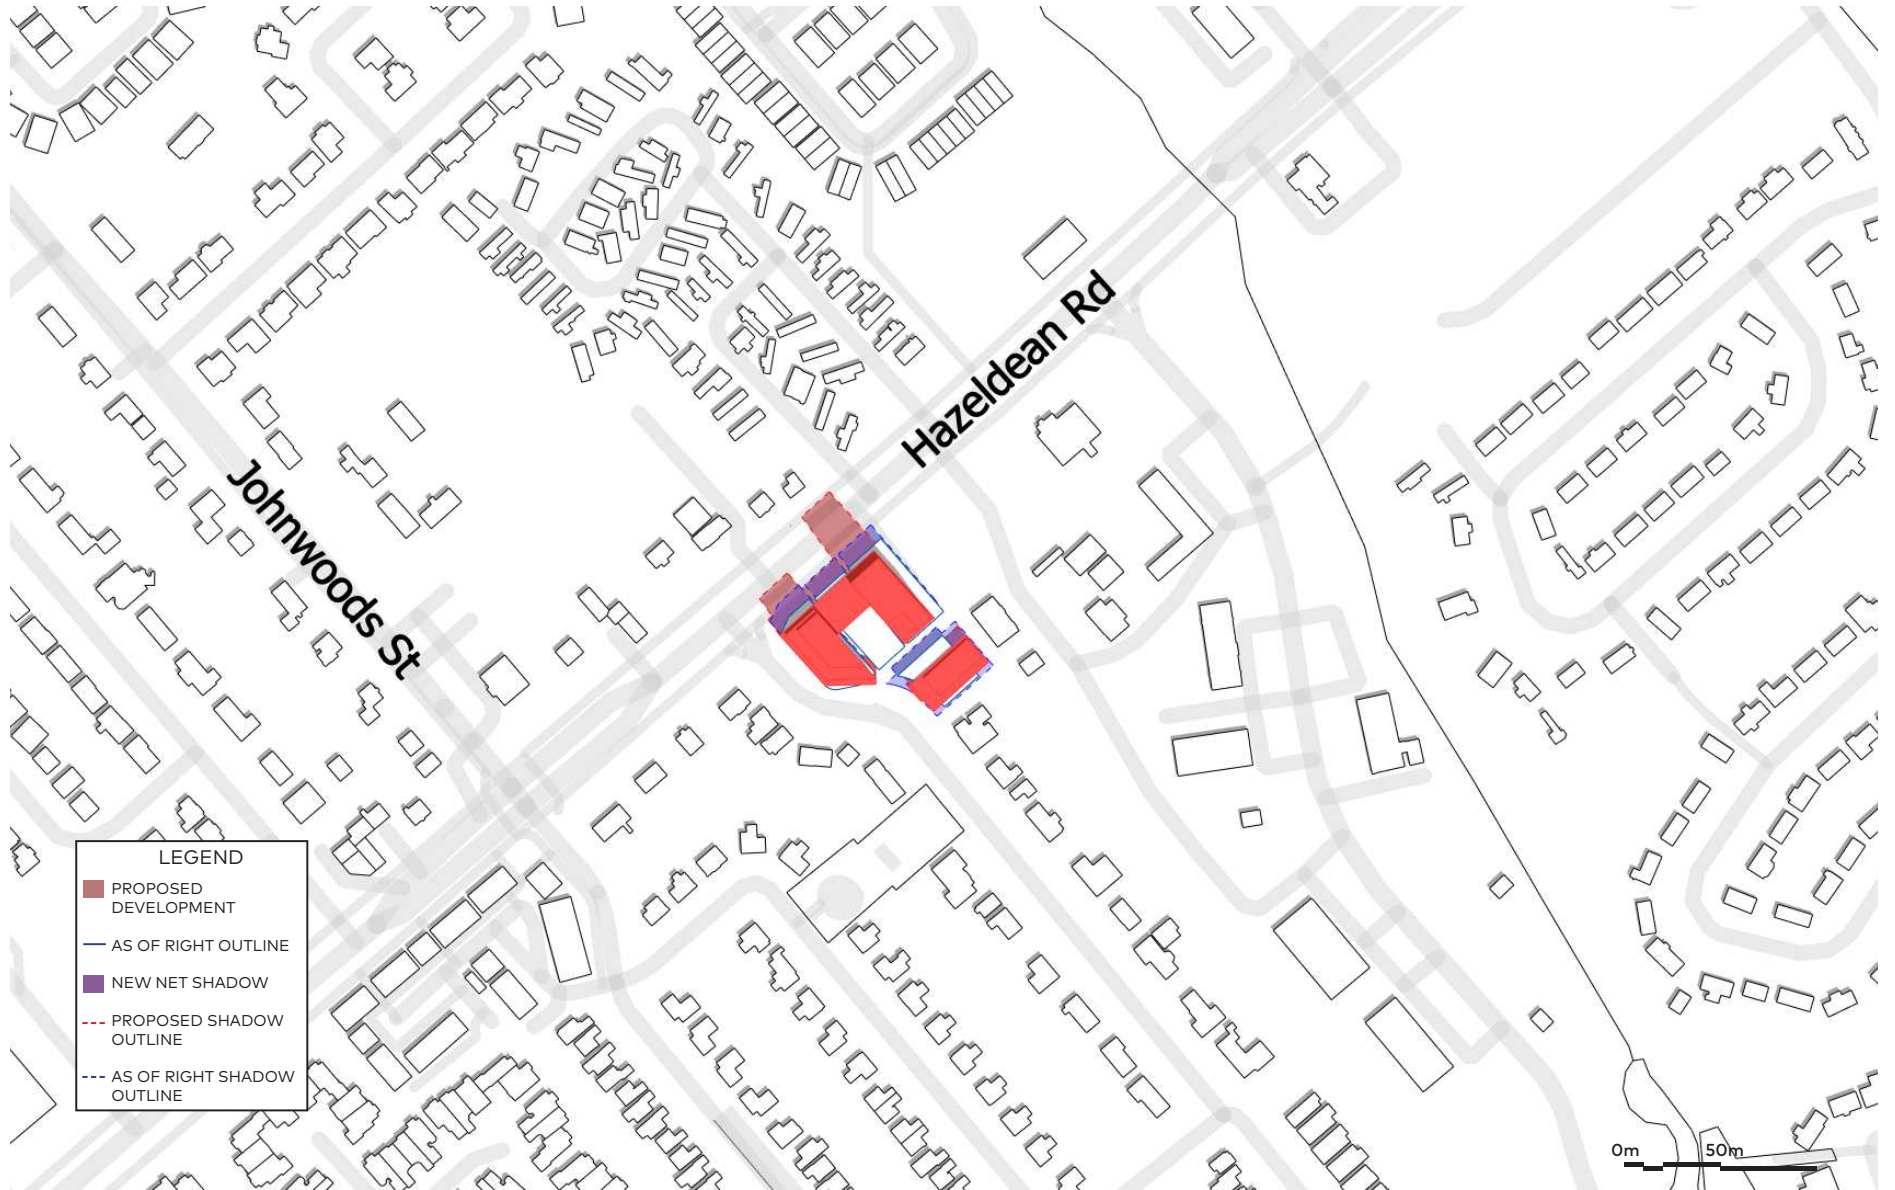 Hazeldean Rd
Johnwoods St
LEGEND
PROPOSED
DEVELOPMENT
AS OF RIGHT OUTLINE
NEW NET SHADOW
PROPOSED SHADOW
OUTLINE
AS OF RIGHT SHADOW
OUTLINE
0m 50m